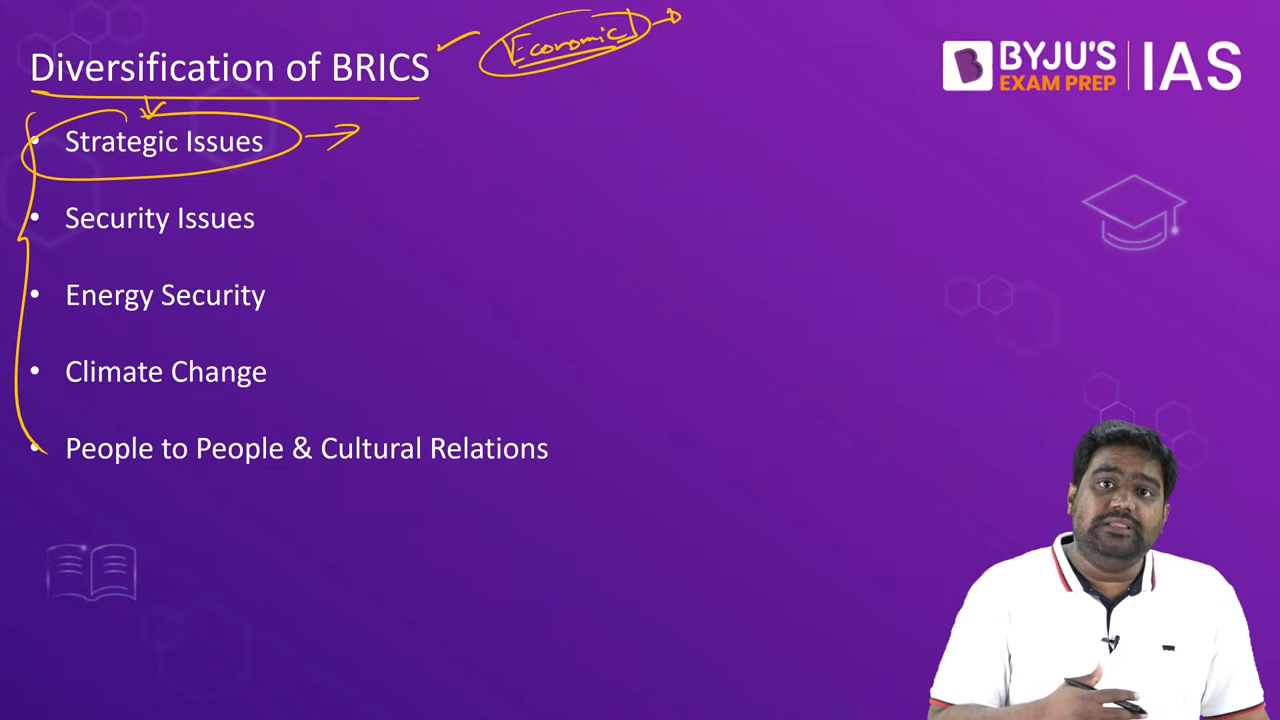 Diversification of BRICS
Economic
BYJU'S
EXAM PREP
IAS
• Strategic Issues
• Security Issues
• Energy Security
• Climate Change
• People to People & Cultural Relations